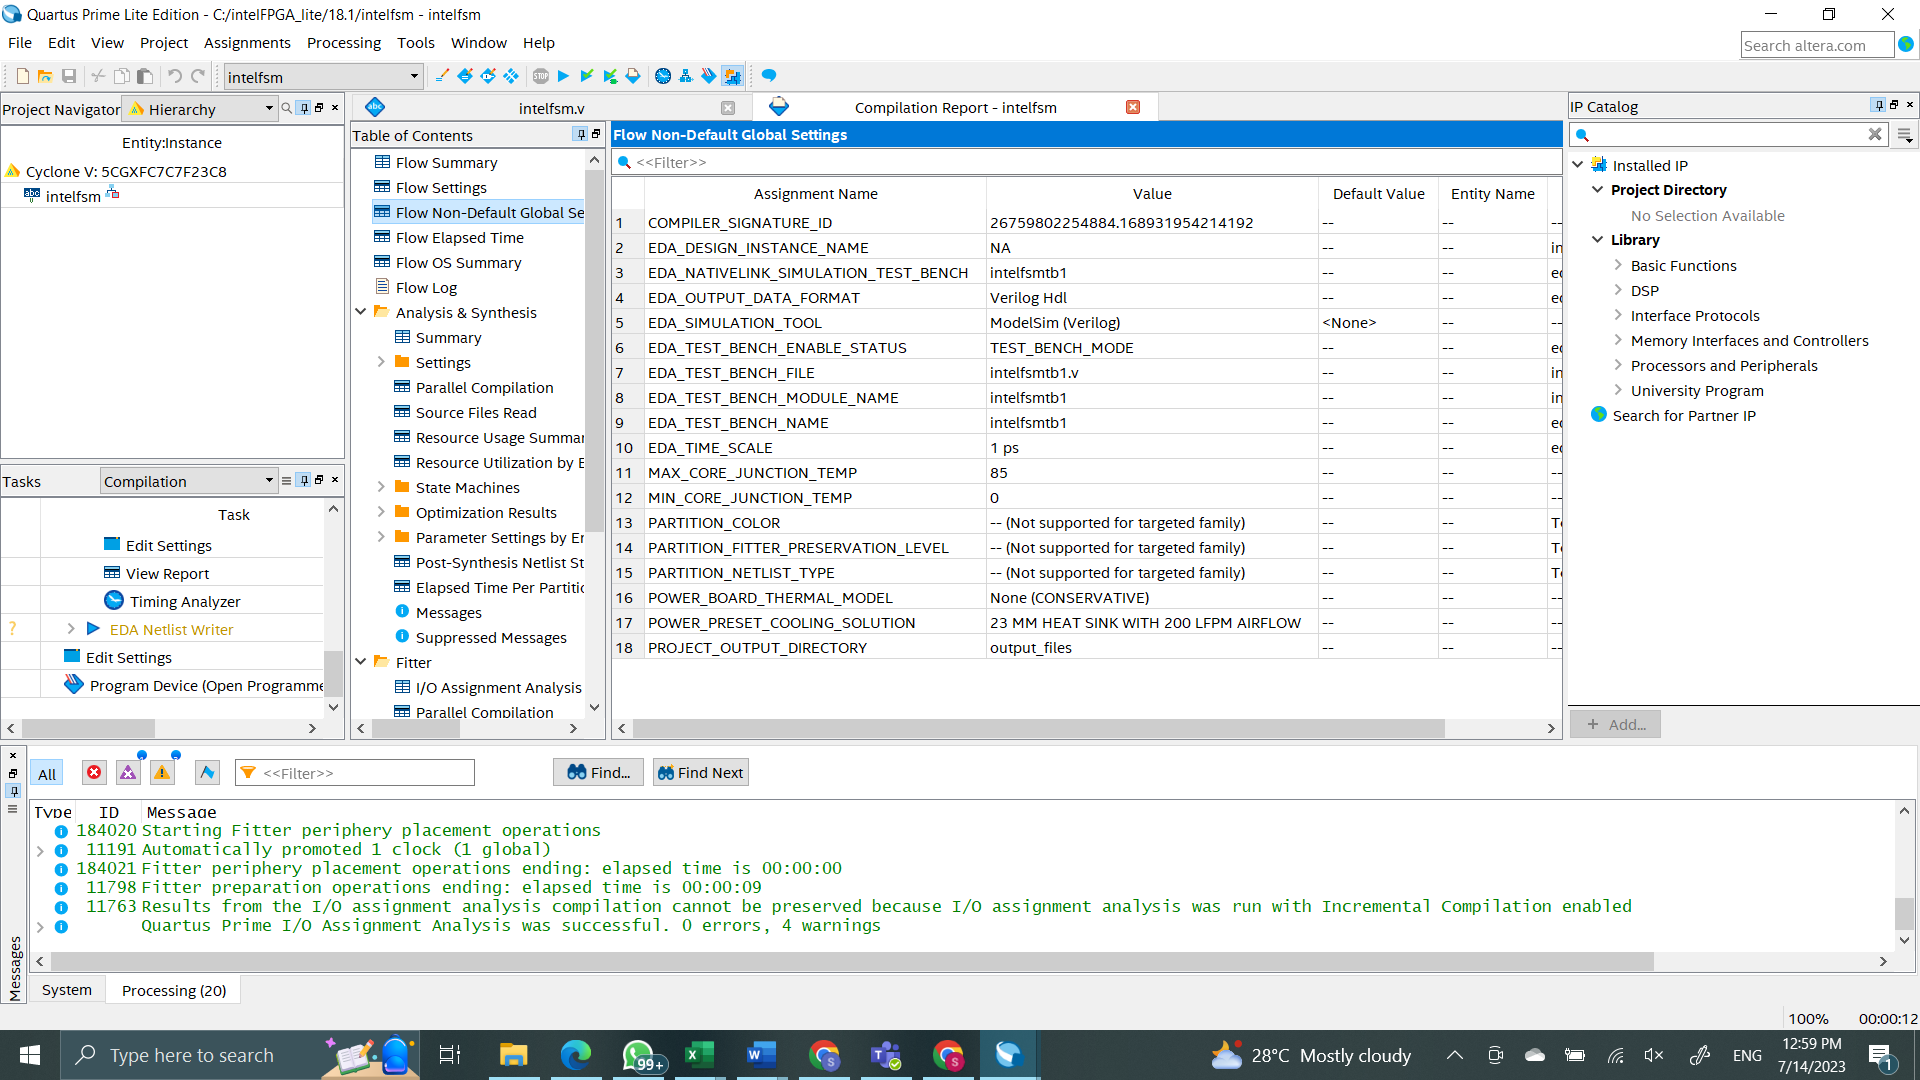 Quartus Prime Lite Edition - C:/intelFPGA_lite/18.1/intelfsm - intelfsm
File Edit View Project Assignments Processing Tools Window Help
Search altera.com
intelfsm
Project Navigator Hierarchy
Entity:Instance
Cyclone V: 5CGXFC7C7F23C8
intelfsm
Tasks Compilation
Task
Edit Settings
View Report
Timing Analyzer
? EDA Netlist Writer
Edit Settings
Program Device (Open Programme
intelfsm.v
Compilation Report - intelfsm
Table of Contents
Flow Summary
Flow Settings
Flow Non-Default Global Se
Flow Elapsed Time
Flow OS Summary
Flow Log
Analysis & Synthesis
Summary
Settings
Parallel Compilation
Source Files Read
Resource Usage Summar
Resource Utilization by E
State Machines
Optimization Results
Parameter Settings by Er
Post-Synthesis Netlist St
Elapsed Time Per Partitic
Messages
Suppressed Messages
Fitter
I/O Assignment Analysis
Parallel Compilation
Flow Non-Default Global Settings
<<Filter>>
Assignment Name Value Default Value Entity Name
1 COMPILER_SIGNATURE_ID 26759802254884.168931954214192 -- -- --
2 EDA_DESIGN_INSTANCE_NAME NA -- -- in
3 EDA_NATIVELINK_SIMULATION_TEST_BENCH intelfsmtb1 -- -- ec
4 EDA_OUTPUT_DATA_FORMAT Verilog Hdl -- -- ec
5 EDA_SIMULATION_TOOL ModelSim (Verilog) <None> -- --
6 EDA_TEST_BENCH_ENABLE_STATUS TEST_BENCH_MODE -- -- ec
7 EDA_TEST_BENCH_FILE intelfsmtb1.v -- -- in
8 EDA_TEST_BENCH_MODULE_NAME intelfsmtb1 -- -- in
9 EDA_TEST_BENCH_NAME intelfsmtb1 -- -- ec
10 EDA_TIME_SCALE 1 ps -- -- ec
11 MAX_CORE_JUNCTION_TEMP 85 -- -- --
12 MIN_CORE_JUNCTION_TEMP 0 -- -- --
13 PARTITION_COLOR -- (Not supported for targeted family) -- -- To
14 PARTITION_FITTER_PRESERVATION_LEVEL -- (Not supported for targeted family) -- -- To
15 PARTITION_NETLIST_TYPE -- (Not supported for targeted family) -- -- To
16 POWER_BOARD_THERMAL_MODEL None (CONSERVATIVE) -- -- --
17 POWER_PRESET_COOLING_SOLUTION 23 MM HEAT SINK WITH 200 LFPM AIRFLOW -- -- --
18 PROJECT_OUTPUT_DIRECTORY output_files -- -- --
IP Catalog
Installed IP
Project Directory
No Selection Available
Library
Basic Functions
DSP
Interface Protocols
Memory Interfaces and Controllers
Processors and Peripherals
University Program
Search for Partner IP
+ Add...
All <<Filter>> Find... Find Next
Type ID Message
184020 Starting Fitter periphery placement operations
11191 Automatically promoted 1 clock (1 global)
184021 Fitter periphery placement operations ending: elapsed time is 00:00:00
11798 Fitter preparation operations ending: elapsed time is 00:00:09
11763 Results from the I/O assignment analysis compilation cannot be preserved because I/O assignment analysis was run with Incremental Compilation enabled
Quartus Prime I/O Assignment Analysis was successful. 0 errors, 4 warnings
Messages
System Processing (20)
100% 00:00:12
Type here to search
99+
28°C Mostly cloudy
ENG
12:59 PM
7/14/2023
1